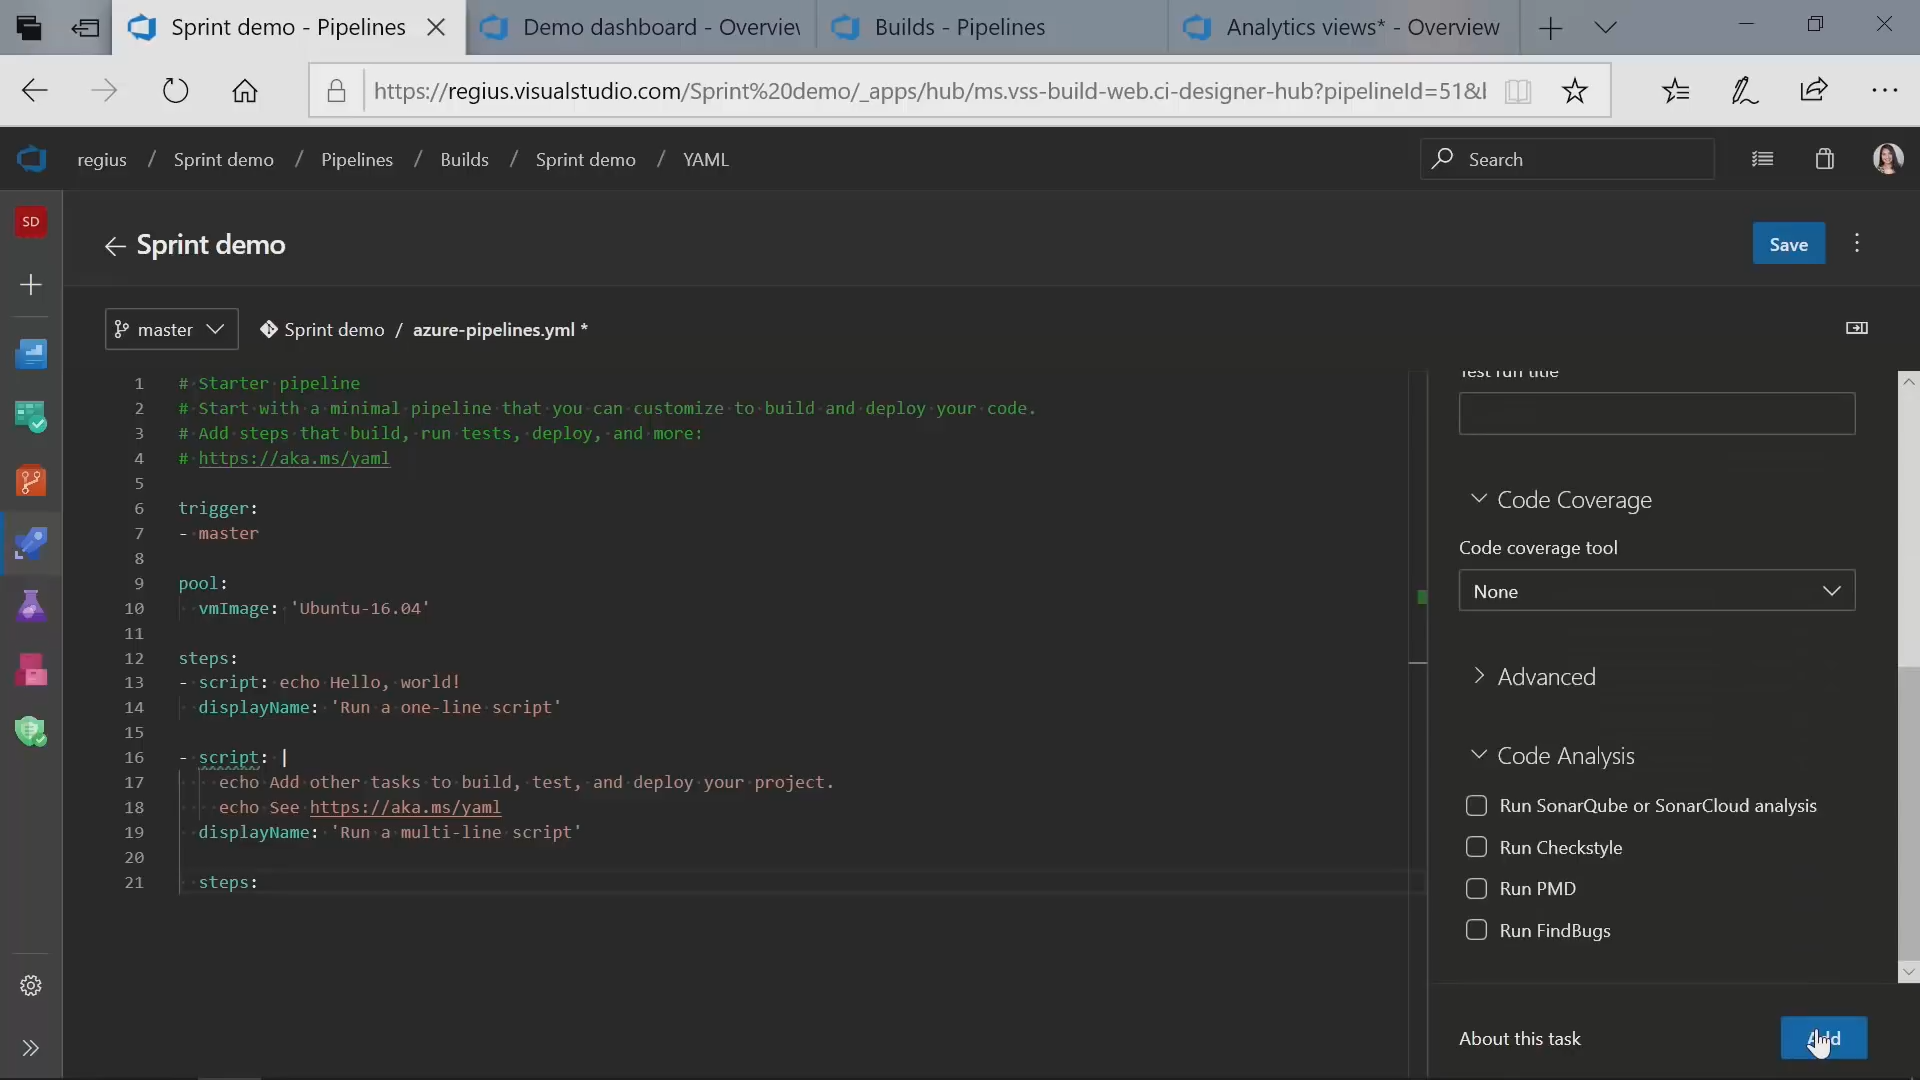 Sprint demo - Pipelines
Demo dashboard - Overview
Builds - Pipelines
Analytics views* - Overview
https://regius.visualstudio.com/Sprint%20demo/_apps/hub/ms.vss-build-web.ci-designer-hub?pipelineId=51&
regius / Sprint demo / Pipelines / Builds / Sprint demo / YAML
Search
SD
Sprint demo
Save
master
Sprint demo / azure-pipelines.yml *
1 # Starter pipeline
2 # Start with a minimal pipeline that you can customize to build and deploy your code.
3 # Add steps that build, run tests, deploy, and more:
4 # https://aka.ms/yaml
5
6 trigger:
7 - master
8
9 pool:
10 vmImage: 'Ubuntu-16.04'
11
12 steps:
13 - script: echo Hello, world!
14 displayName: 'Run a one-line script'
15
16 - script: |
17 echo Add other tasks to build, test, and deploy your project.
18 echo See https://aka.ms/yaml
19 displayName: 'Run a multi-line script'
20
21 steps:
Test run title
Code Coverage
Code coverage tool
None
Advanced
Code Analysis
Run SonarQube or SonarCloud analysis
Run Checkstyle
Run PMD
Run FindBugs
About this task
Add